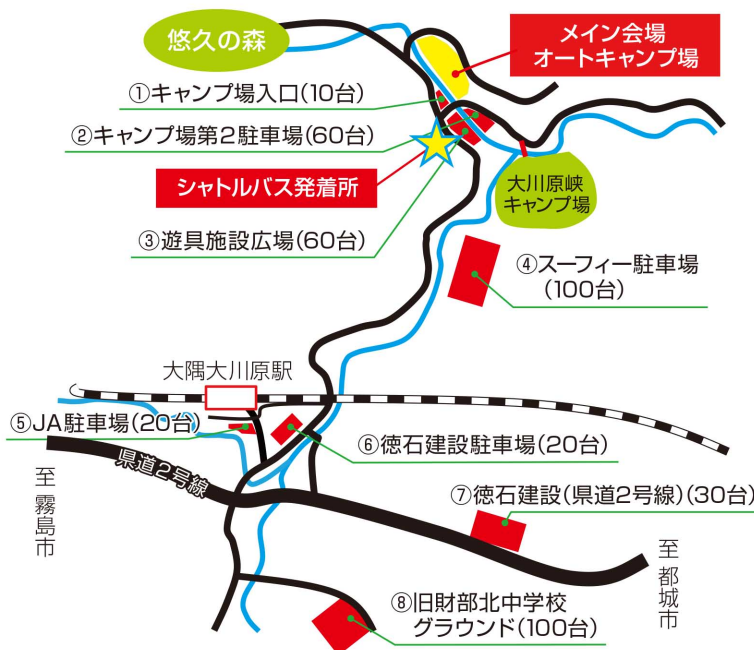 悠久の森
メイン会場
オートキャンプ場
①キャンプ場入口(10台)
②キャンプ場第2駐車場(60台)
シャトルバス発着所
大川原峡
キャンプ場
③遊具施設広場(60台)
④スーフィー駐車場
(100台)
大隅大川原駅
⑤JA駐車場(20台)
⑥徳石建設駐車場(20台)
県道2号線
至 霧島市
⑦徳石建設(県道2号線)(30台)
至 都城市
⑧旧財部北中学校
グラウンド(100台)